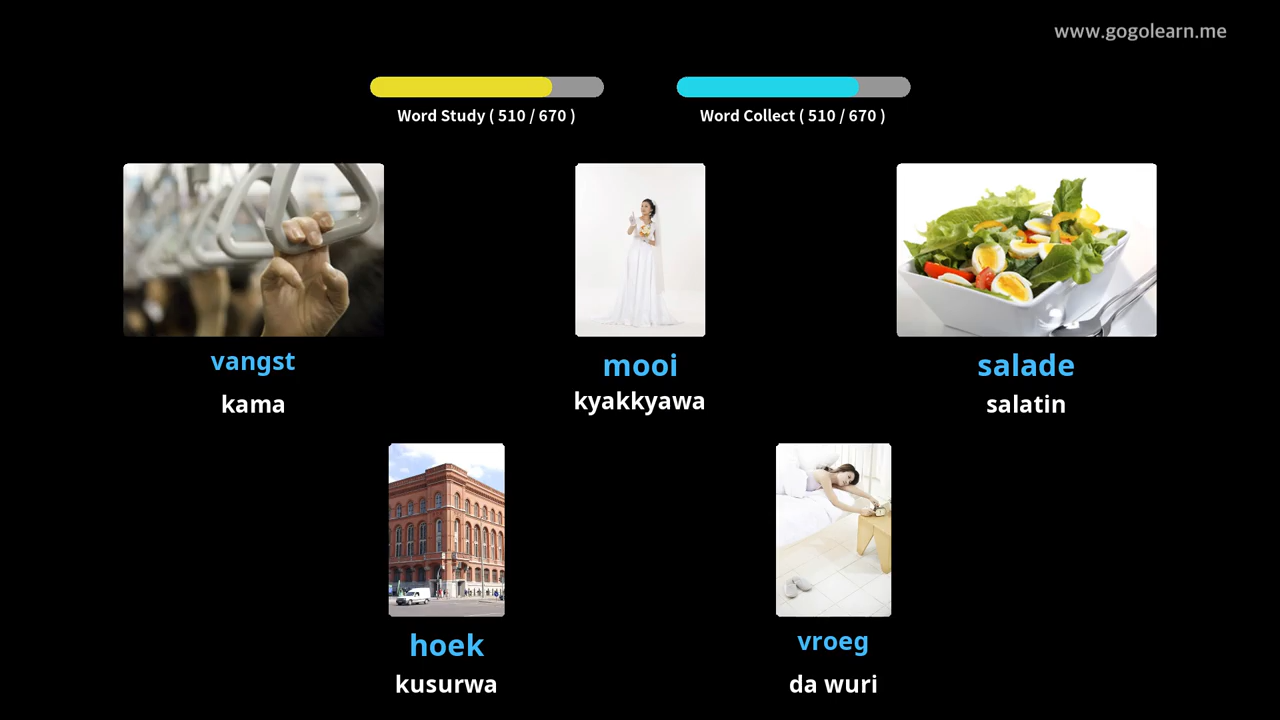 www.gogolearn.me
Word Study ( 510 / 670 )
Word Collect ( 510 / 670 )
vangst
kama
mooi
kyakkyawa
salade
salatin
hoek
kusurwa
vroeg
da wuri